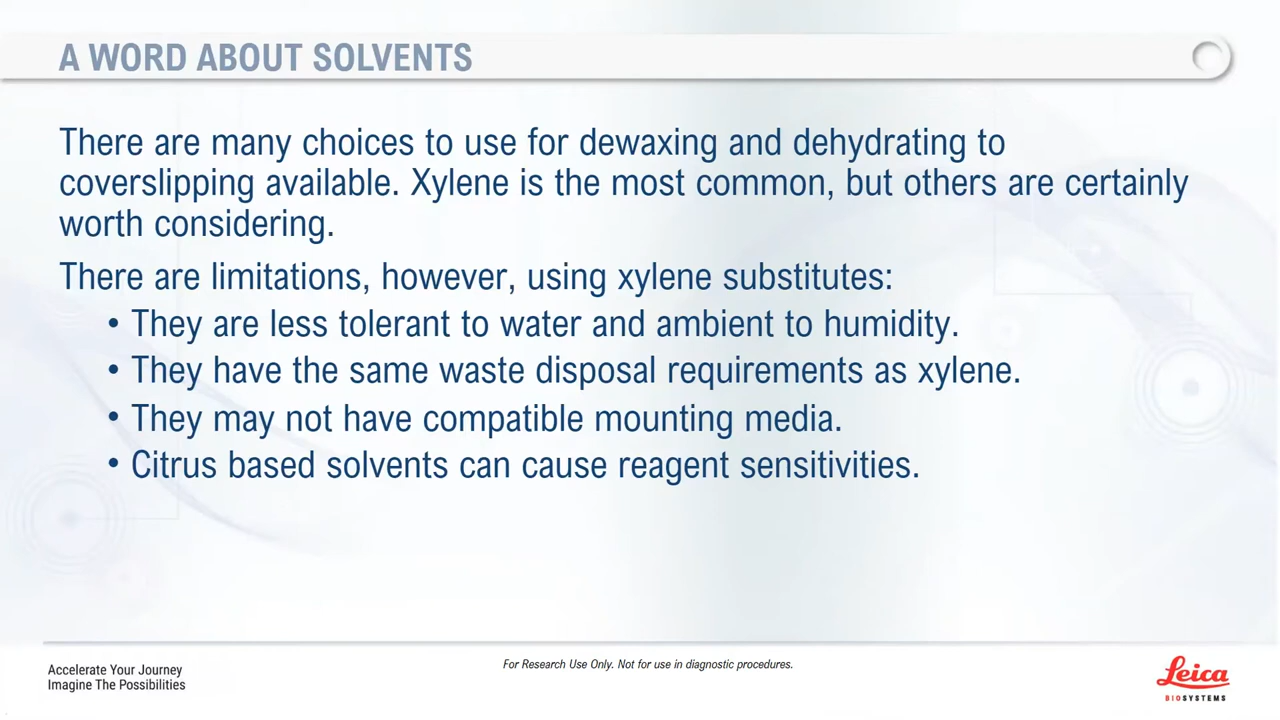 A WORD ABOUT SOLVENTS
There are many choices to use for dewaxing and dehydrating to
coverslipping available. Xylene is the most common, but others are certainly
worth considering.
There are limitations, however, using xylene substitutes:
• They are less tolerant to water and ambient to humidity.
• They have the same waste disposal requirements as xylene.
• They may not have compatible mounting media.
• Citrus based solvents can cause reagent sensitivities.
Accelerate Your Journey
Imagine The Possibilities
For Research Use Only. Not for use in diagnostic procedures.
Leica
BIOSYSTEMS